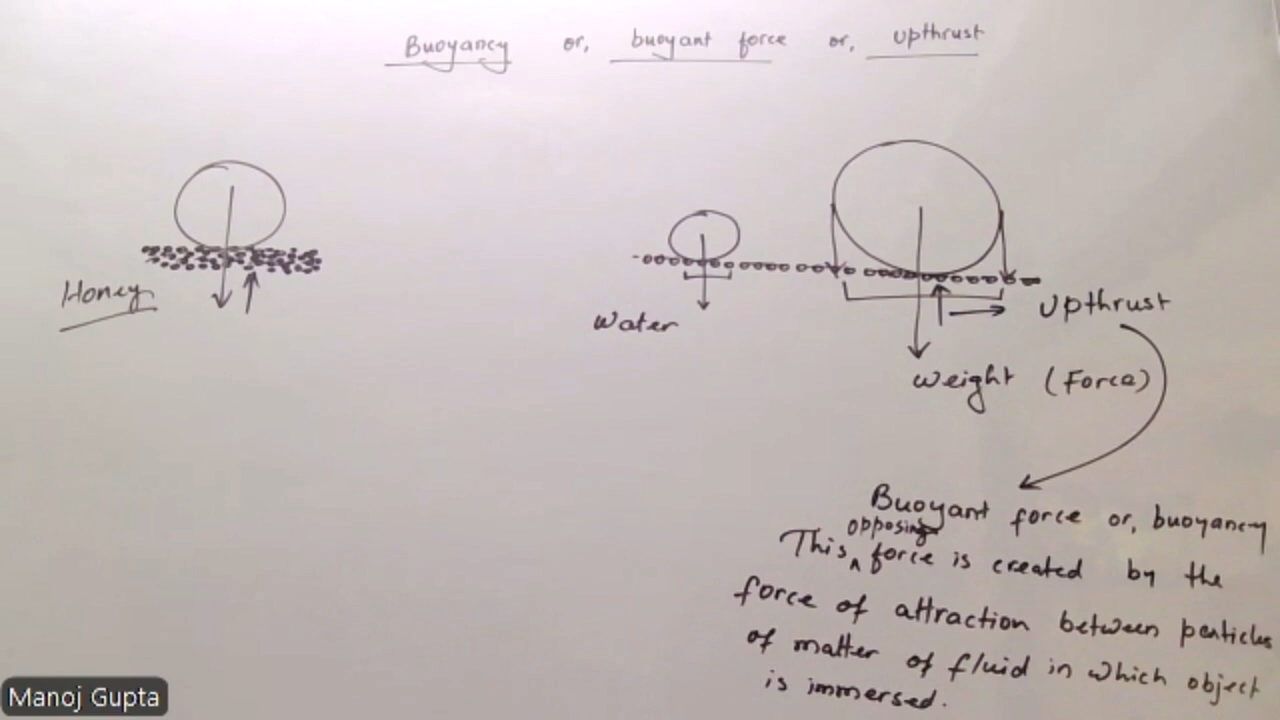 Buoyancy or, buoyant force or, upthrust
Honey
Water
Upthrust
Weight (Force)
Buoyant force or, buoyancy
opposing
This ^ force is created by the
force of attraction between particles
of matter of fluid in which object
is immersed.
Manoj Gupta